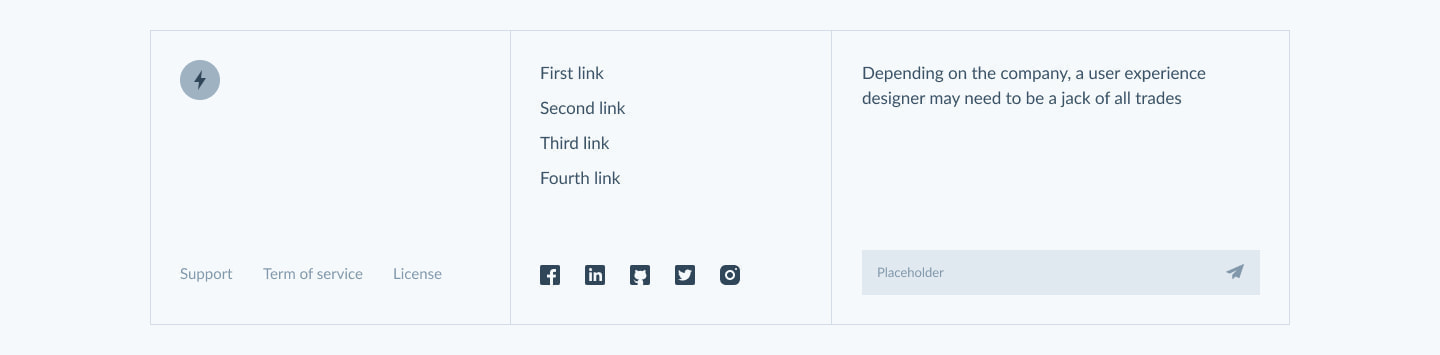 First link
Second link
Third link
Fourth link
Depending on the company, a user experience
designer may need to be a jack of all trades
Support
Term of service
License
Placeholder